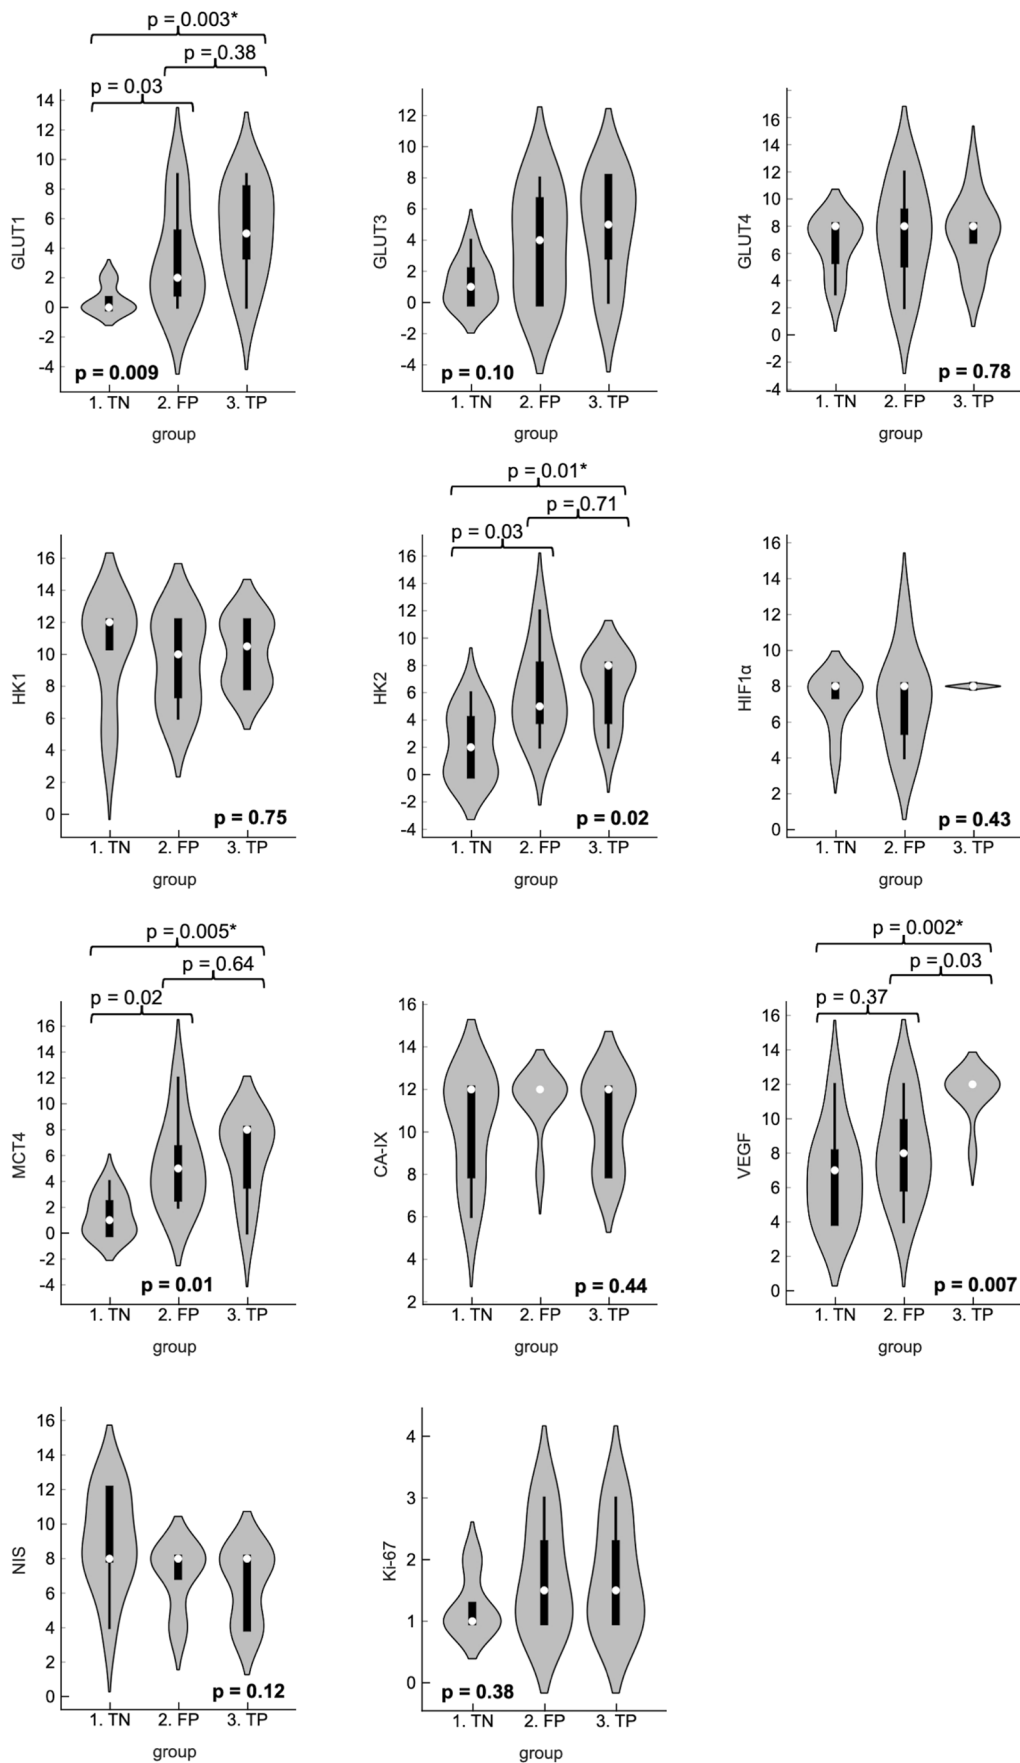 p = 0.003*
p = 0.38
p = 0.03
GLUT1
14
12
10
8
6
4
2
0
-2
-4
p = 0.009
1. TN 2. FP 3. TP
group
GLUT3
12
10
8
6
4
2
0
-2
-4
p = 0.10
1. TN 2. FP 3. TP
group
GLUT4
16
14
12
10
8
6
4
2
0
-2
-4
p = 0.78
1. TN 2. FP 3. TP
group
HK1
16
14
12
10
8
6
4
2
0
p = 0.75
1. TN 2. FP 3. TP
group
p = 0.01*
p = 0.71
p = 0.03
HK2
16
14
12
10
8
6
4
2
0
-2
-4
p = 0.02
1. TN 2. FP 3. TP
group
HIF1α
16
14
12
10
8
6
4
2
0
p = 0.43
1. TN 2. FP 3. TP
group
p = 0.005*
p = 0.64
p = 0.02
MCT4
16
14
12
10
8
6
4
2
0
-2
-4
p = 0.01
1. TN 2. FP 3. TP
group
CA-IX
16
14
12
10
8
6
4
2
p = 0.44
1. TN 2. FP 3. TP
group
p = 0.002*
p = 0.03
p = 0.37
VEGF
16
14
12
10
8
6
4
2
0
p = 0.007
1. TN 2. FP 3. TP
group
NIS
16
14
12
10
8
6
4
2
0
p = 0.12
1. TN 2. FP 3. TP
group
Ki-67
4
3
2
1
0
p = 0.38
1. TN 2. FP 3. TP
group